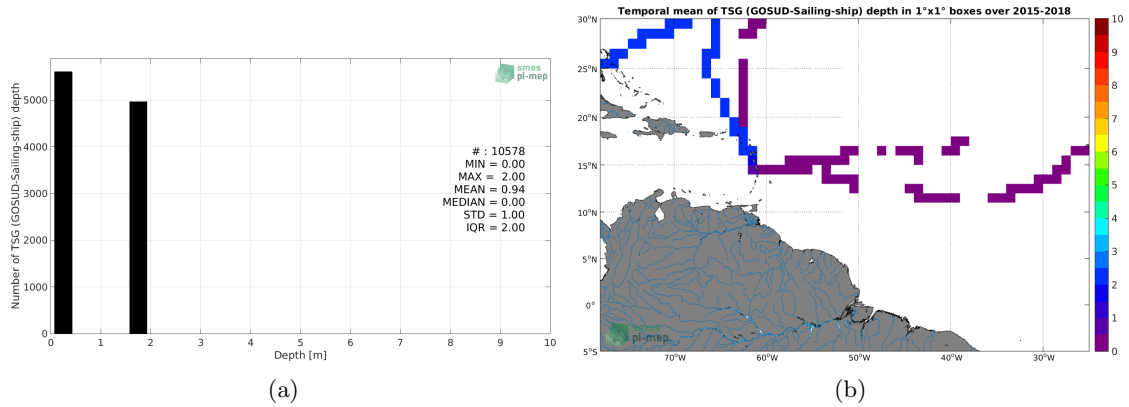 smos
pi-mep
5000
4000
3000
2000
1000
0
Number of TSG (GOSUD-Sailing-ship) depth
# : 10578
MIN = 0.00
MAX = 2.00
MEAN = 0.94
MEDIAN = 0.00
STD = 1.00
IQR = 2.00
0 1 2 3 4 5 6 7 8 9 10
Depth [m]
(a)
Temporal mean of TSG (GOSUD-Sailing-ship) depth in 1°x1° boxes over 2015-2018
30°N
25°N
20°N
15°N
10°N
5°N
0°
5°S
70°W 60°W 50°W 40°W 30°W
smos
pi-mep
10
9
8
7
6
5
4
3
2
1
0
(b)